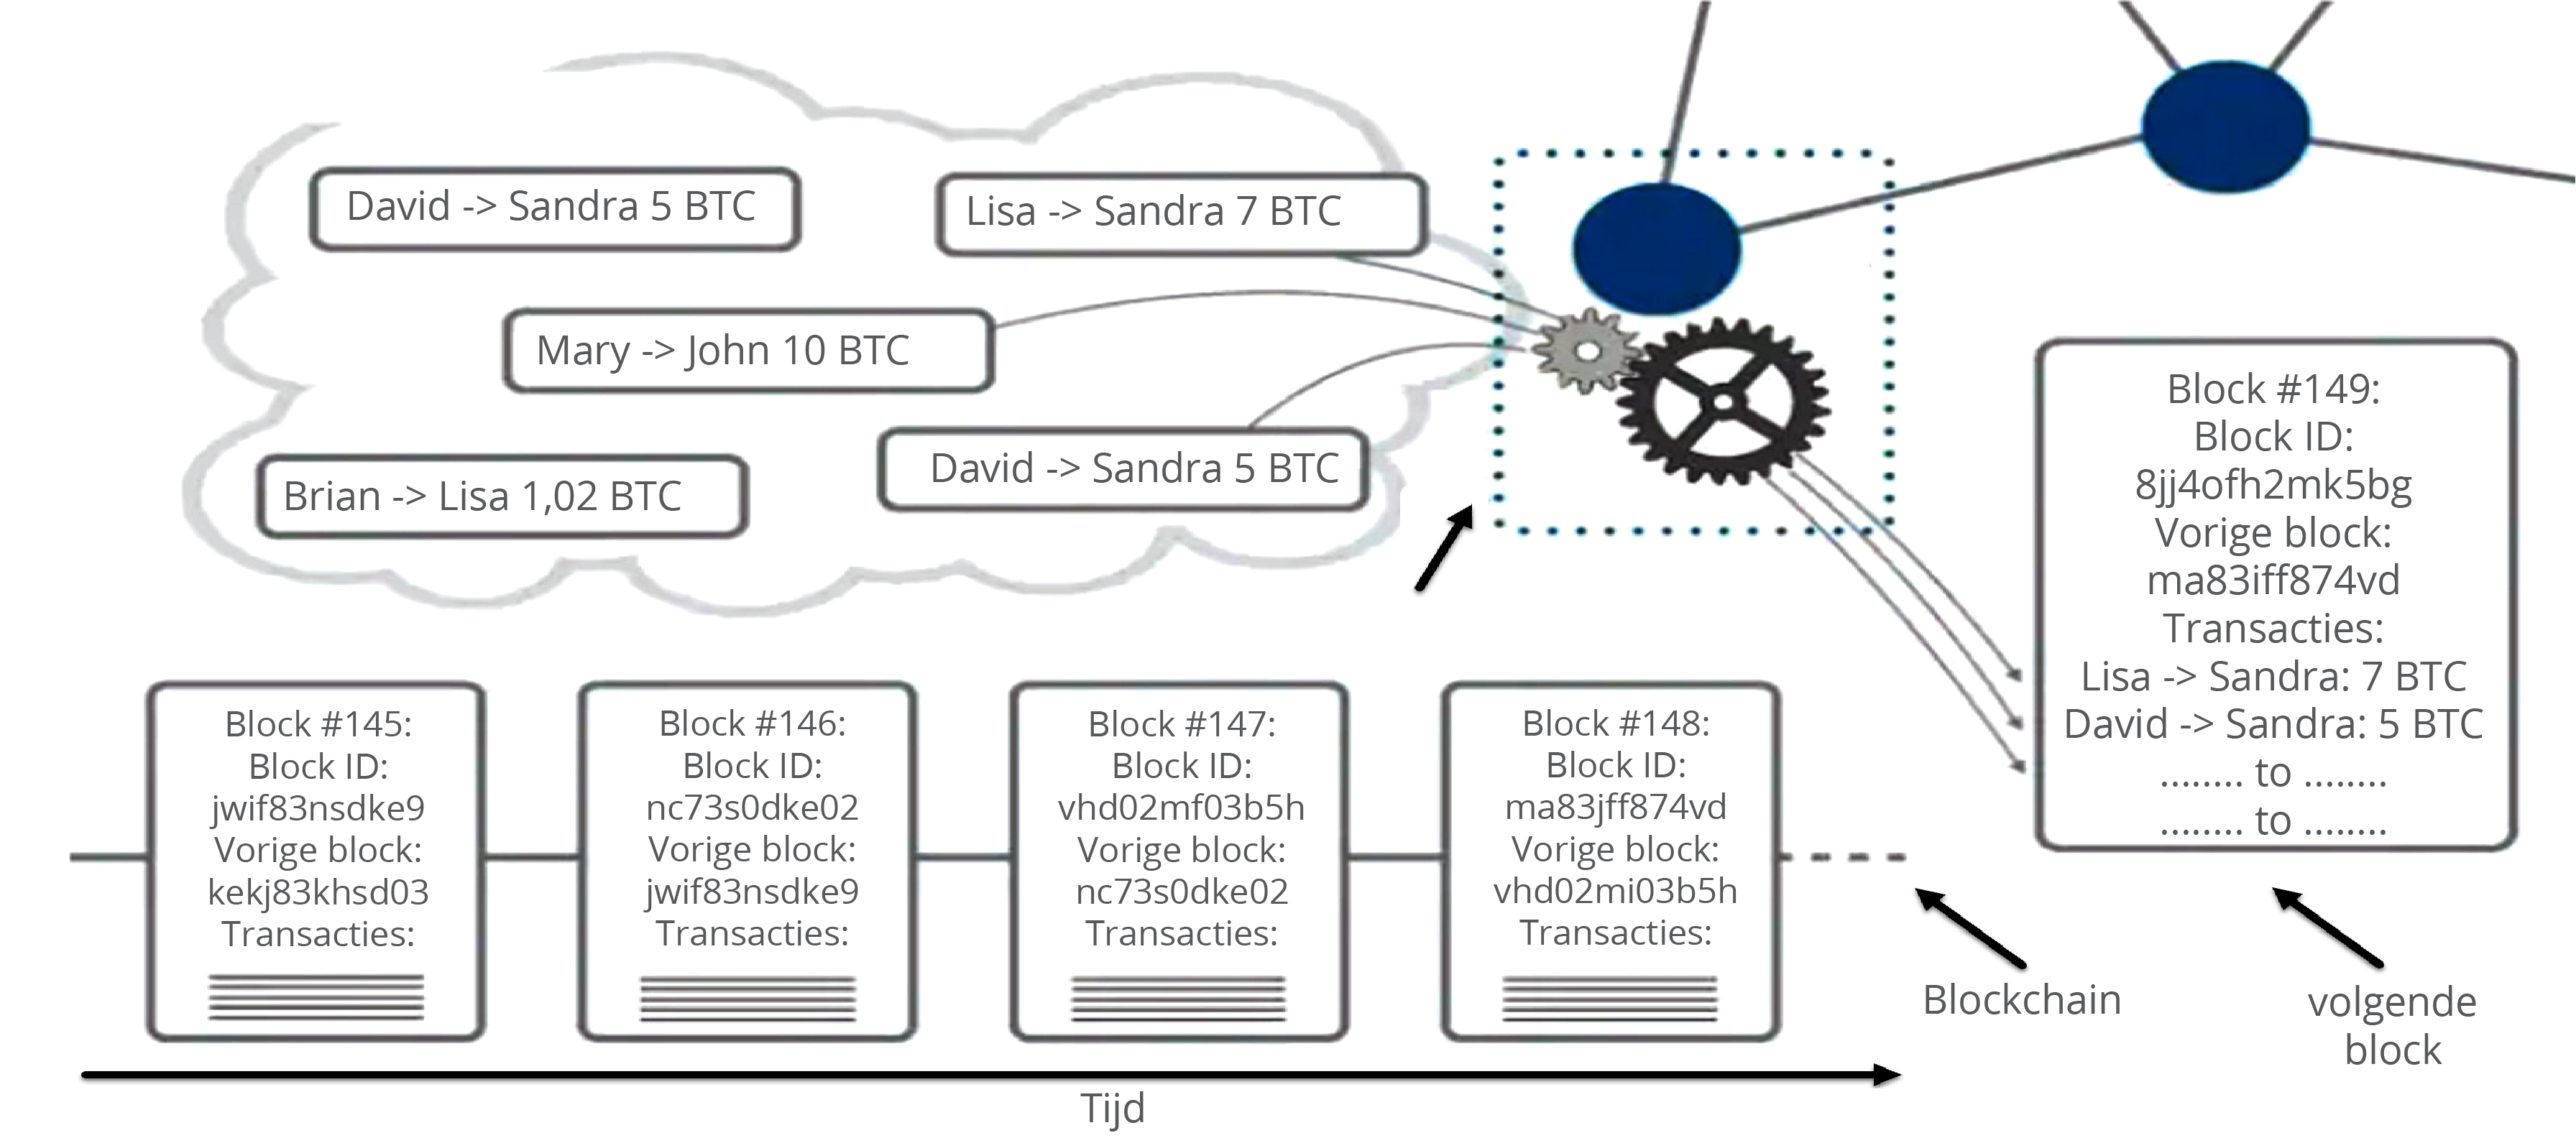 David -> Sandra 5 BTC
Lisa -> Sandra 7 BTC
Mary -> John 10 BTC
David -> Sandra 5 BTC
Brian -> Lisa 1,02 BTC
Block #149:
Block ID:
8jj4ofh2mk5bg
Vorige block:
ma83iff874vd
Transacties:
Lisa -> Sandra: 7 BTC
David -> Sandra: 5 BTC
........ to ........
........ to ........
Block #145:
Block ID:
jwif83nsdke9
Vorige block:
kekj83khsd03
Transacties:
Block #146:
Block ID:
nc73s0dke02
Vorige block:
jwif83nsdke9
Transacties:
Block #147:
Block ID:
vhd02mf03b5h
Vorige block:
nc73s0dke02
Transacties:
Block #148:
Block ID:
ma83jff874vd
Vorige block:
vhd02mi03b5h
Transacties:
Blockchain
volgende
block
Tijd